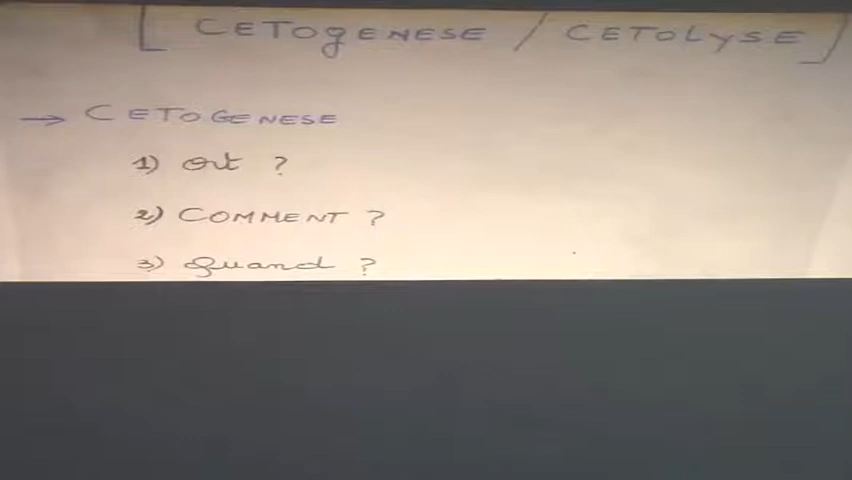 [ CETOGENESE / CETOLYSE ]
→ CETOGENESE
1) Où ?
2) COMMENT ?
3) Quand ?